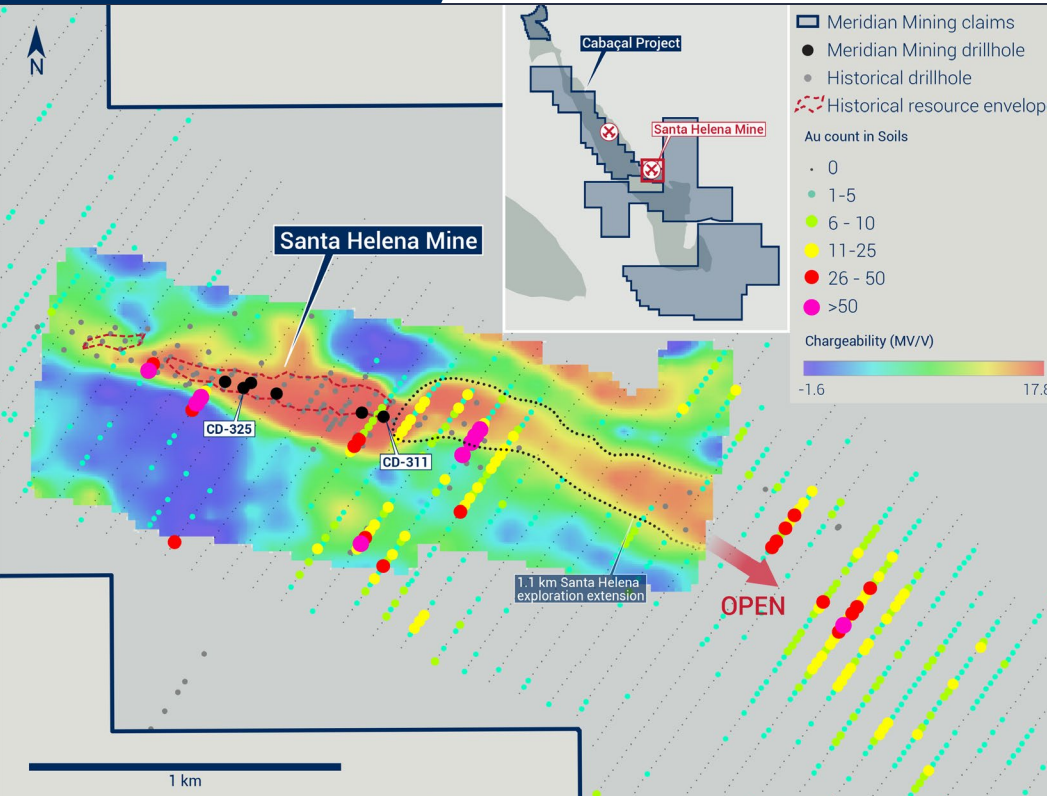 N
Cabaçal Project
Santa Helena Mine
Meridian Mining claims
Meridian Mining drillhole
Historical drillhole
Historical resource envelop
Au count in Soils
0
1-5
6 - 10
11-25
26 - 50
>50
Chargeability (MV/V)
-1.6
17.8
Santa Helena Mine
CD-325
CD-311
1.1 km Santa Helena
exploration extension
OPEN
1 km